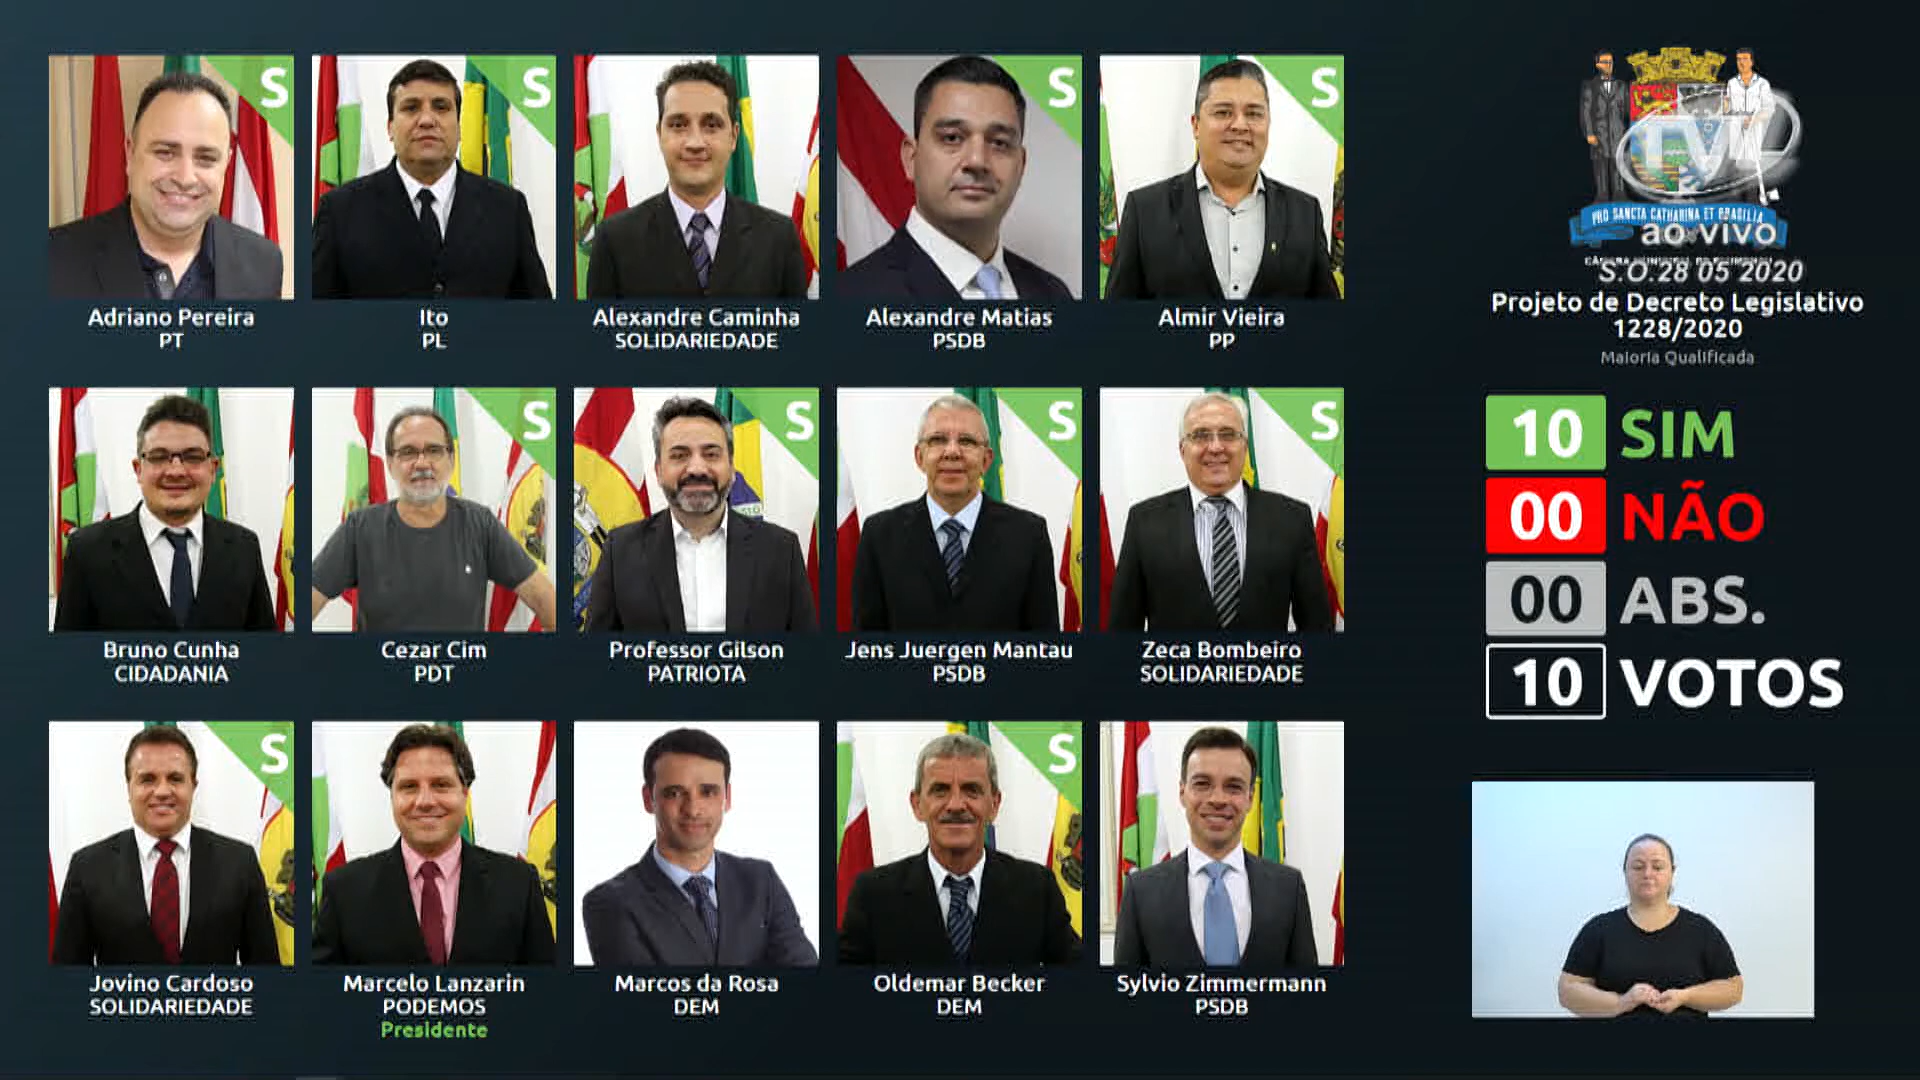 S
S
S
S
S
Adriano Pereira
PT
Ito
PL
Alexandre Caminha
SOLIDARIEDADE
Alexandre Matias
PSDB
Almir Vieira
PP
S
S
S
S
Bruno Cunha
CIDADANIA
Cezar Cim
PDT
Professor Gilson
PATRIOTA
Jens Juergen Mantau
PSDB
Zeca Bombeiro
SOLIDARIEDADE
S
S
Jovino Cardoso
SOLIDARIEDADE
Marcelo Lanzarin
PODEMOS
Presidente
Marcos da Rosa
DEM
Oldemar Becker
DEM
Sylvio Zimmermann
PSDB
TVL
PRO SANCTA CATHARINA ET BRASILIA
ao vivo
S.O.28 05 2020
Projeto de Decreto Legislativo
1228/2020
Maioria Qualificada
10 SIM
00 NÃO
00 ABS.
10 VOTOS